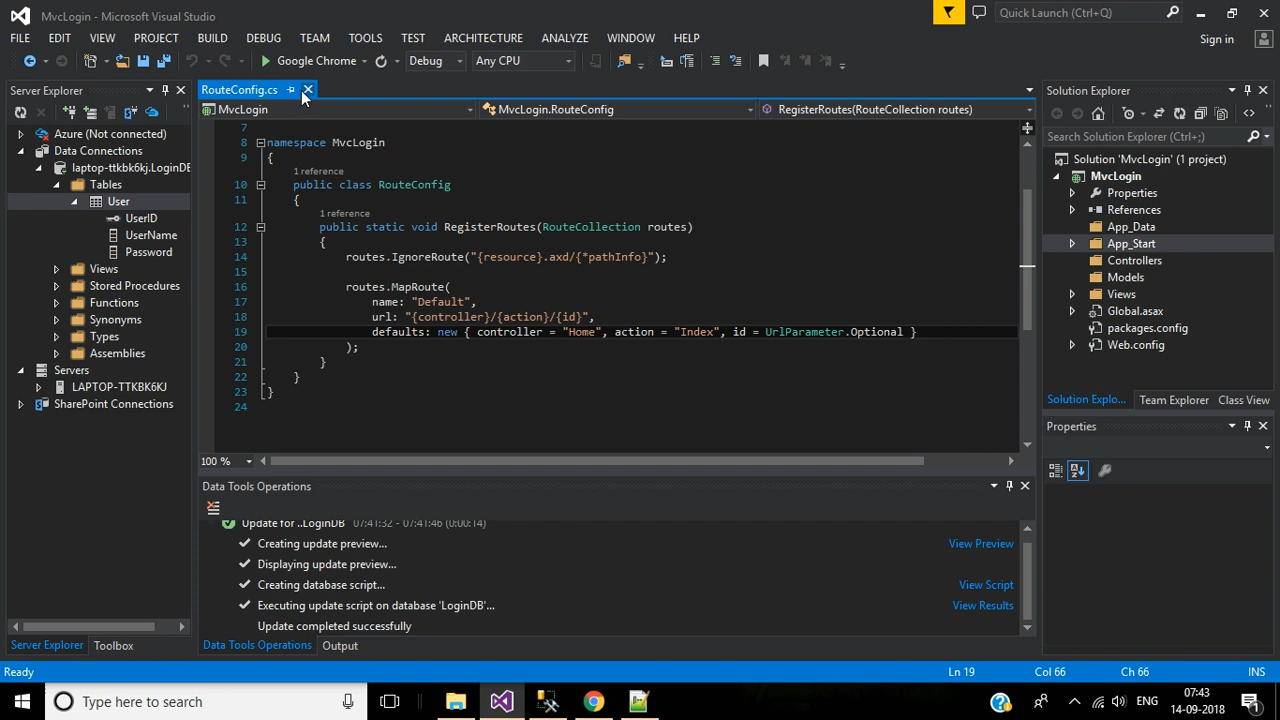 MvcLogin - Microsoft Visual Studio
Quick Launch (Ctrl+Q)
FILE EDIT VIEW PROJECT BUILD DEBUG TEAM TOOLS TEST ARCHITECTURE ANALYZE WINDOW HELP
Sign in
Google Chrome Debug Any CPU
Server Explorer
Azure (Not connected)
Data Connections
laptop-ttkbk6kj.LoginDB
Tables
User
UserID
UserName
Password
Views
Stored Procedures
Functions
Synonyms
Types
Assemblies
Servers
LAPTOP-TTKBK6KJ
SharePoint Connections
Server Explorer Toolbox
RouteConfig.cs
MvcLogin MvcLogin.RouteConfig RegisterRoutes(RouteCollection routes)
7
8 namespace MvcLogin
9 {
1 reference
10 public class RouteConfig
11 {
1 reference
12 public static void RegisterRoutes(RouteCollection routes)
13 {
14 routes.IgnoreRoute("{resource}.axd/{*pathInfo}");
15
16 routes.MapRoute(
17 name: "Default",
18 url: "{controller}/{action}/{id}",
19 defaults: new { controller = "Home", action = "Index", id = UrlParameter.Optional }
20 );
21 }
22 }
23 }
24
100 %
Data Tools Operations
Update for ..LoginDB 07:41:32 - 07:41:46 (0:00:14)
Creating update preview... View Preview
Displaying update preview...
Creating database script... View Script
Executing update script on database 'LoginDB'... View Results
Update completed successfully
Data Tools Operations Output
Solution Explorer
Search Solution Explorer (Ctrl+;)
Solution 'MvcLogin' (1 project)
MvcLogin
Properties
References
App_Data
App_Start
Controllers
Models
Views
Global.asax
packages.config
Web.config
Solution Explo... Team Explorer Class View
Properties
Ready Ln 19 Col 66 Ch 66 INS
Type here to search
ENG
07:43
14-09-2018
1